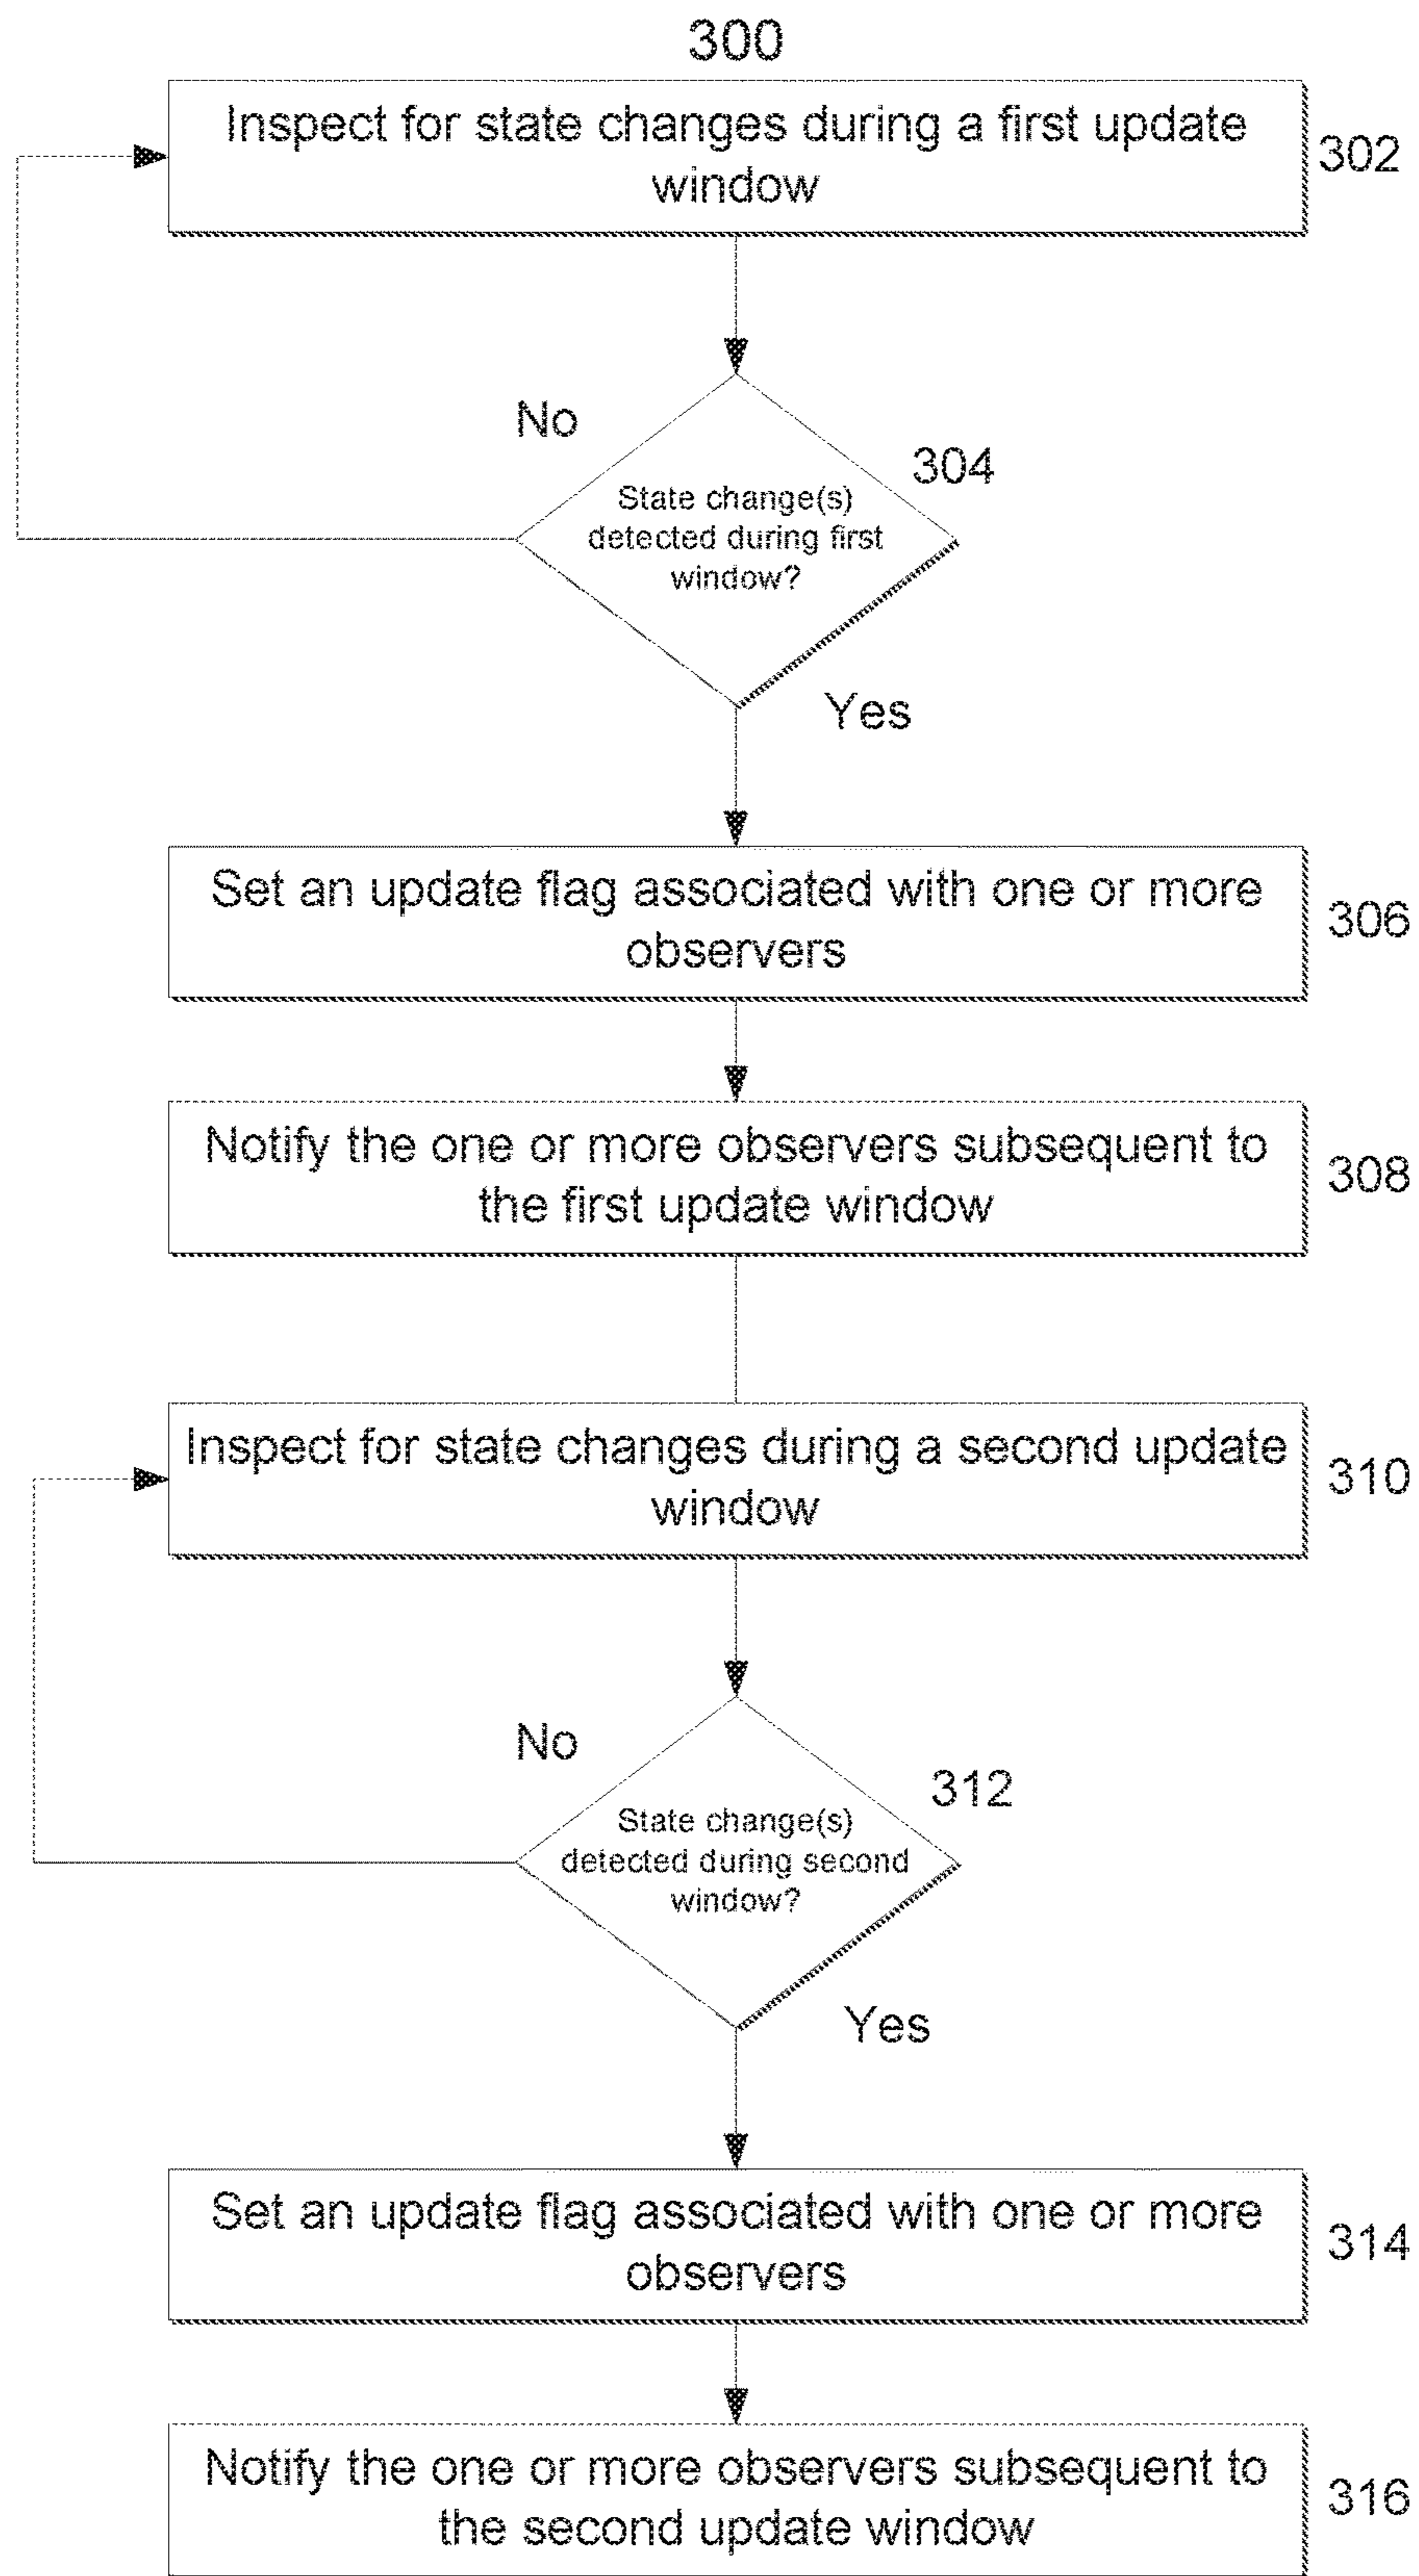 300
Inspect for state changes during a first update
window
302
No
304
State change(s)
detected during first
window?
Yes
Set an update flag associated with one or more
observers
306
Notify the one or more observers subsequent to
the first update window
308
Inspect for state changes during a second update
window
310
No
312
State change(s)
detected during second
window?
Yes
Set an update flag associated with one or more
observers
314
Notify the one or more observers subsequent to
the second update window
316